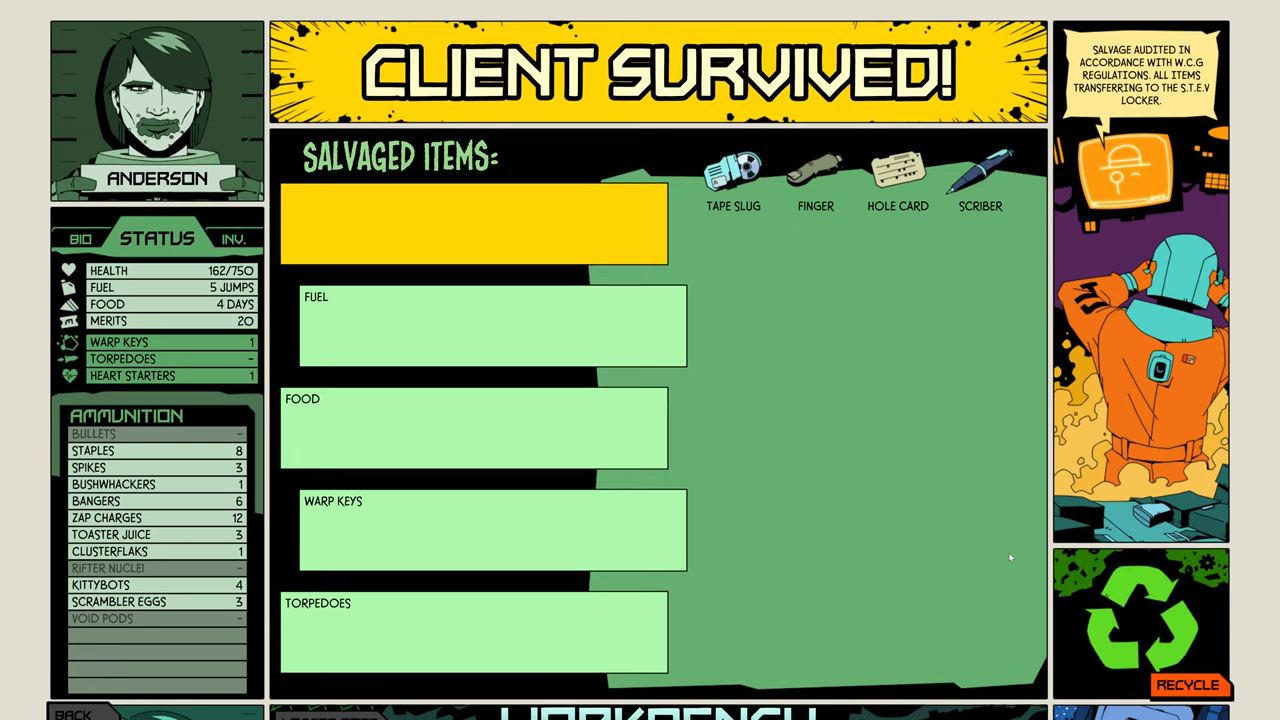 CLIENT SURVIVED!
SALVAGE AUDITED IN
ACCORDANCE WITH W.C.G
REGULATIONS. ALL ITEMS
TRANSFERRING TO THE S.T.E.V
LOCKER.
ANDERSON
BIO STATUS INV.
HEALTH 162/750
FUEL 5 JUMPS
FOOD 4 DAYS
MERITS 20
WARP KEYS 1
TORPEDOES -
HEART STARTERS 1
AMMUNITION
BULLETS -
STAPLES 8
SPIKES 3
BUSHWHACKERS 1
BANGERS 6
ZAP CHARGES 12
TOASTER JUICE 3
CLUSTERFLAKS 1
RIFTER NUCLEI -
KITTYBOTS 4
SCRAMBLER EGGS 3
VOID PODS -
BACK
SALVAGED ITEMS:
TAPE SLUG FINGER HOLE CARD SCRIBER
FUEL
FOOD
WARP KEYS
TORPEDOES
RECYCLE